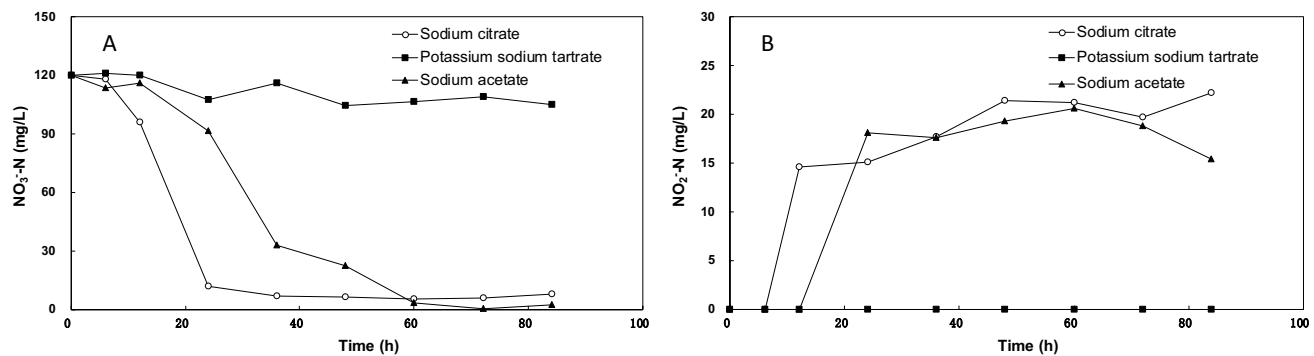 A
Sodium citrate
Potassium sodium tartrate
Sodium acetate
150
120
90
60
30
0
NO₃⁻-N (mg/L)
0 20 40 60 80 100
Time (h)
B
Sodium citrate
Potassium sodium tartrate
Sodium acetate
30
25
20
15
10
5
0
NO₂⁻-N (mg/L)
0 20 40 60 80 100
Time (h)